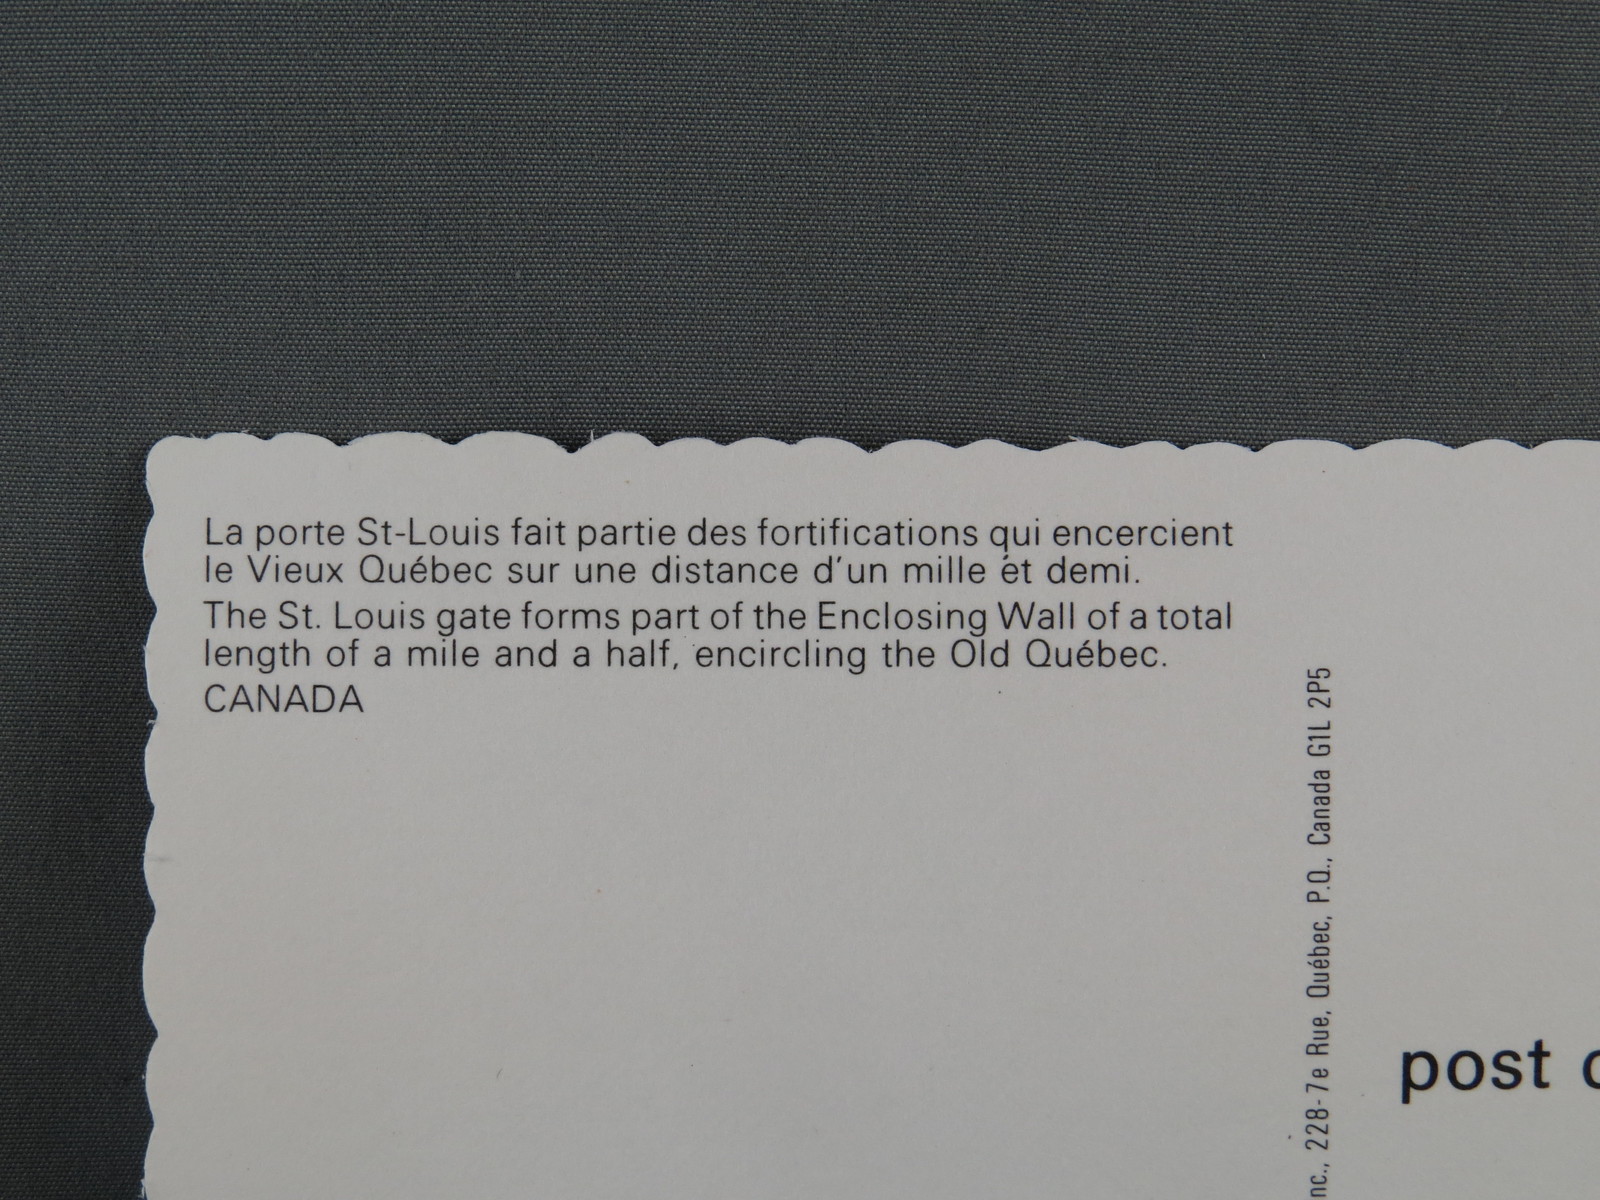 La porte St-Louis fait partie des fortifications qui encercient
le Vieux Québec sur une distance d'un mille ét demi.
The St. Louis gate forms part of the Enclosing Wall of a total
length of a mile and a half, encircling the Old Québec.
CANADA
nc., 228-7e Rue, Québec, P.Q., Canada G1L 2P5
post c